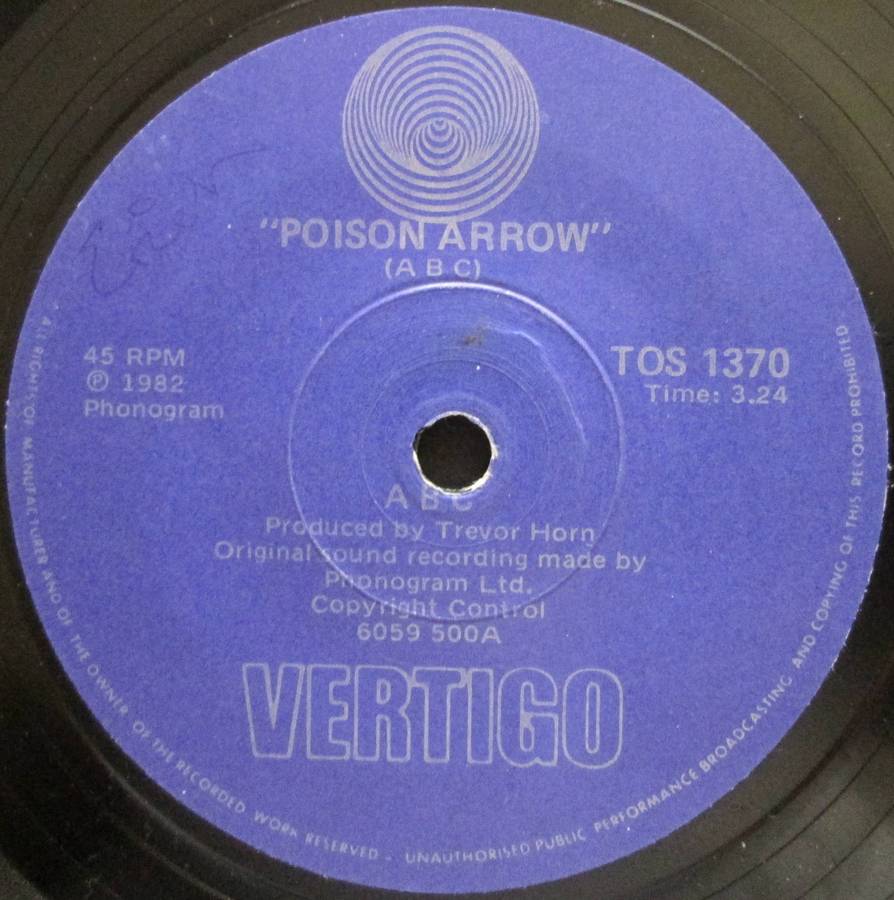 "POISON ARROW"
(A B C)
45 RPM
℗ 1982
Phonogram
TOS 1370
Time: 3.24
A B C
Produced by Trevor Horn
Original sound recording made by
Phonogram Ltd.
Copyright Control
6059 500A
VERTIGO
ALL RIGHTS OF MANUFACTURER AND OF THE OWNER OF THE RECORDED WORK RESERVED - UNAUTHORISED PUBLIC PERFORMANCE BROADCASTING AND COPYING OF THIS RECORD PROHIBITED